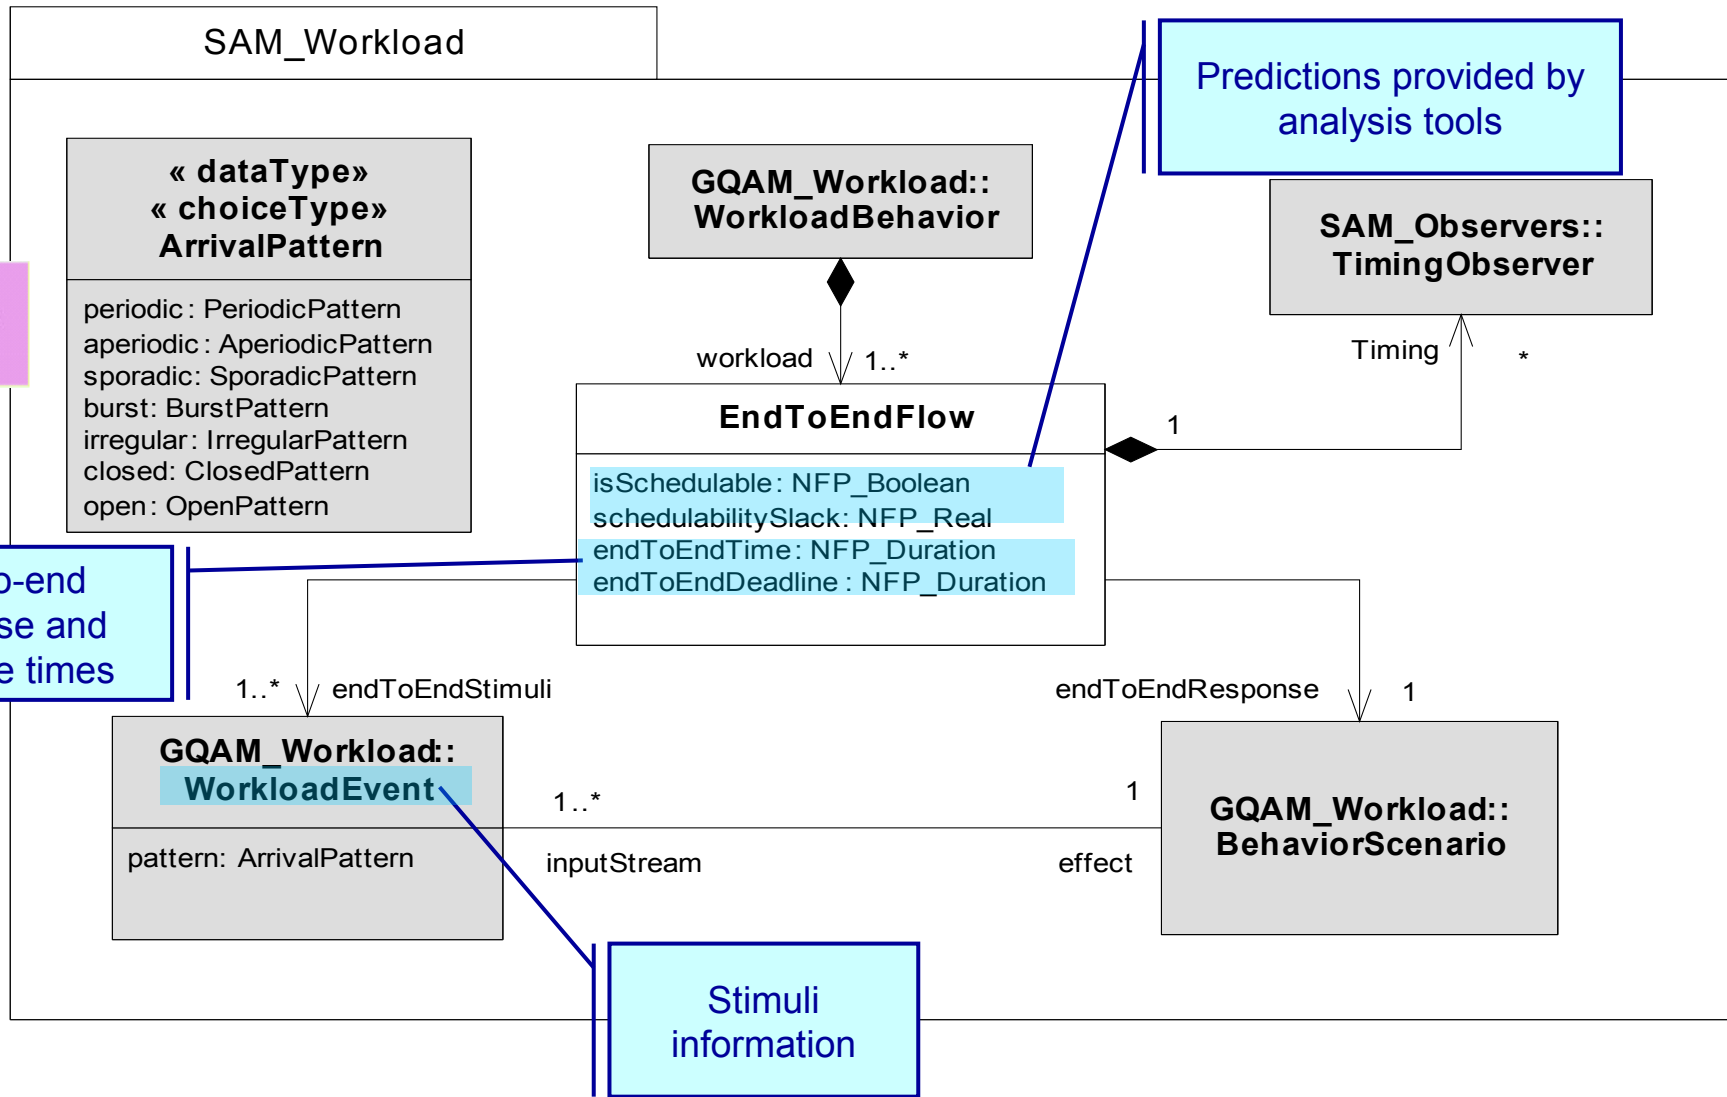 SAM_Workload
Predictions provided by
analysis tools
« dataType»
« choiceType»
ArrivalPattern
periodic: PeriodicPattern
aperiodic: AperiodicPattern
sporadic: SporadicPattern
burst: BurstPattern
irregular: IrregularPattern
closed: ClosedPattern
open: OpenPattern
GQAM_Workload::
WorkloadBehavior
SAM_Observers::
TimingObserver
workload 1..*
Timing *
EndToEndFlow
1
isSchedulable: NFP_Boolean
schedulabilitySlack: NFP_Real
endToEndTime: NFP_Duration
endToEndDeadline: NFP_Duration
o-end
se and
e times
1..* endToEndStimuli
endToEndResponse 1
GQAM_Workload::
WorkloadEvent
pattern: ArrivalPattern
1..*
inputStream
1
effect
GQAM_Workload::
BehaviorScenario
Stimuli
information